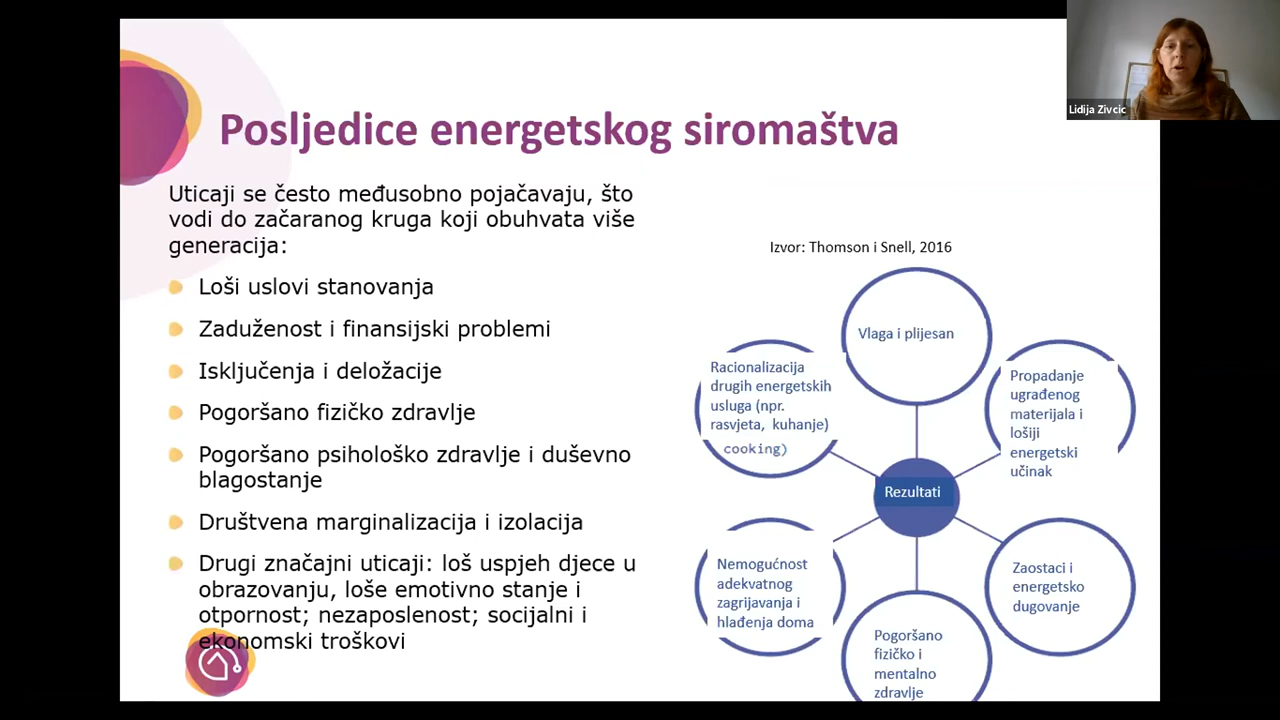 Lidija Zivcic
Posljedice energetskog siromaštva
Uticaji se često međusobno pojačavaju, što
vodi do začaranog kruga koji obuhvata više
generacija:
Loši uslovi stanovanja
Zaduženost i finansijski problemi
Isključenja i deložacije
Pogoršano fizičko zdravlje
Pogoršano psihološko zdravlje i duševno
blagostanje
Društvena marginalizacija i izolacija
Drugi značajni uticaji: loš uspjeh djece u
obrazovanju, loše emotivno stanje i
otpornost; nezaposlenost; socijalni i
ekonomski troškovi
Izvor: Thomson i Snell, 2016
Vlaga i plijesan
Racionalizacija
drugih energetskih
usluga (npr.
rasvjeta, kuhanje)
cooking)
Propadanje
ugrađenog
materijala i
lošiji
energetski
učinak
Rezultati
Nemogućnost
adekvatnog
zagrijavanja i
hlađenja doma
Zaostaci i
energetsko
dugovanje
Pogoršano
fizičko i
mentalno
zdravlje